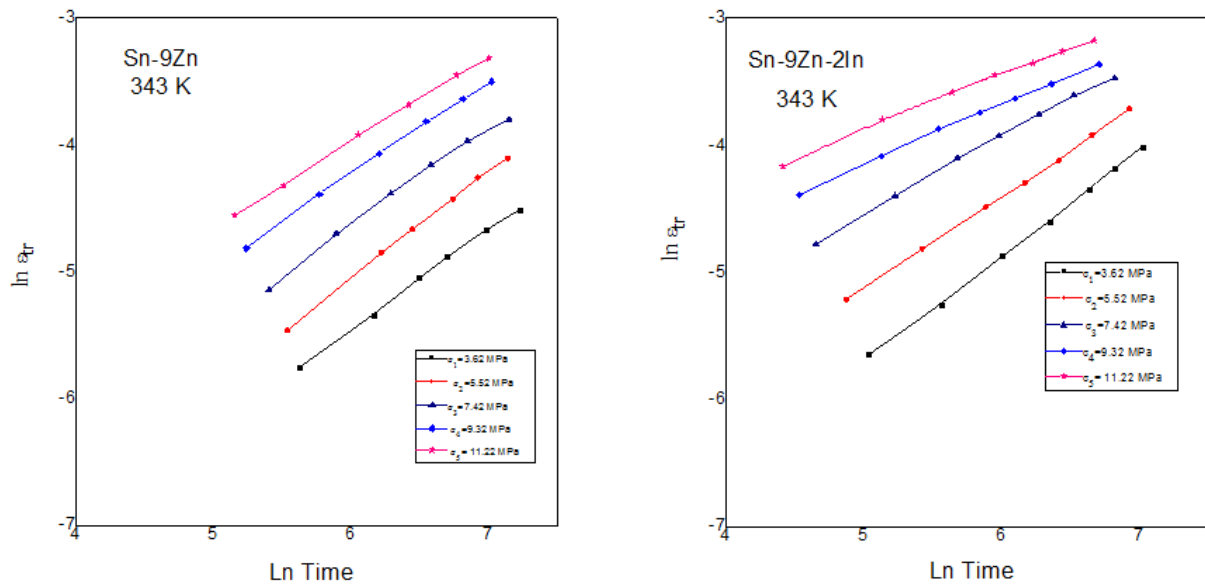 -3
Sn-9Zn
343 K
-4
ln εtr
-5
σ1=3.62 MPa
σ2=5.52 MPa
σ3=7.42 MPa
σ4=9.32 MPa
σ5= 11.22 MPa
-6
-7
4 5 6 7
Ln Time
-3
Sn-9Zn-2In
343 K
-4
ln εtr
-5
σ1=3.62 MPa
σ2=5.52 MPa
σ3=7.42 MPa
σ4=9.32 MPa
σ5= 11.22 MPa
-6
-7
4 5 6 7
Ln Time